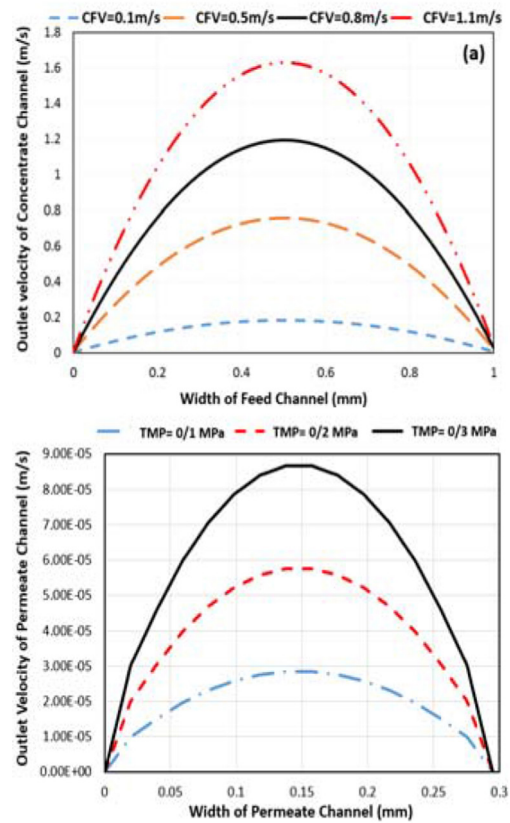 CFV=0.1m/s CFV=0.5m/s CFV=0.8m/s CFV=1.1m/s
(a)
Outlet velocity of Concentrate Channel (m/s)
1.8
1.6
1.4
1.2
1
0.8
0.6
0.4
0.2
0
0 0.2 0.4 0.6 0.8 1
Width of Feed Channel (mm)
TMP= 0/1 MPa TMP= 0/2 MPa TMP= 0/3 MPa
Outlet Velocity of Permeate Channel (m/s)
9.00E-05
8.00E-05
7.00E-05
6.00E-05
5.00E-05
4.00E-05
3.00E-05
2.00E-05
1.00E-05
0.00E+00
0 0.05 0.1 0.15 0.2 0.25 0.3
Width of Permeate Channel (mm)